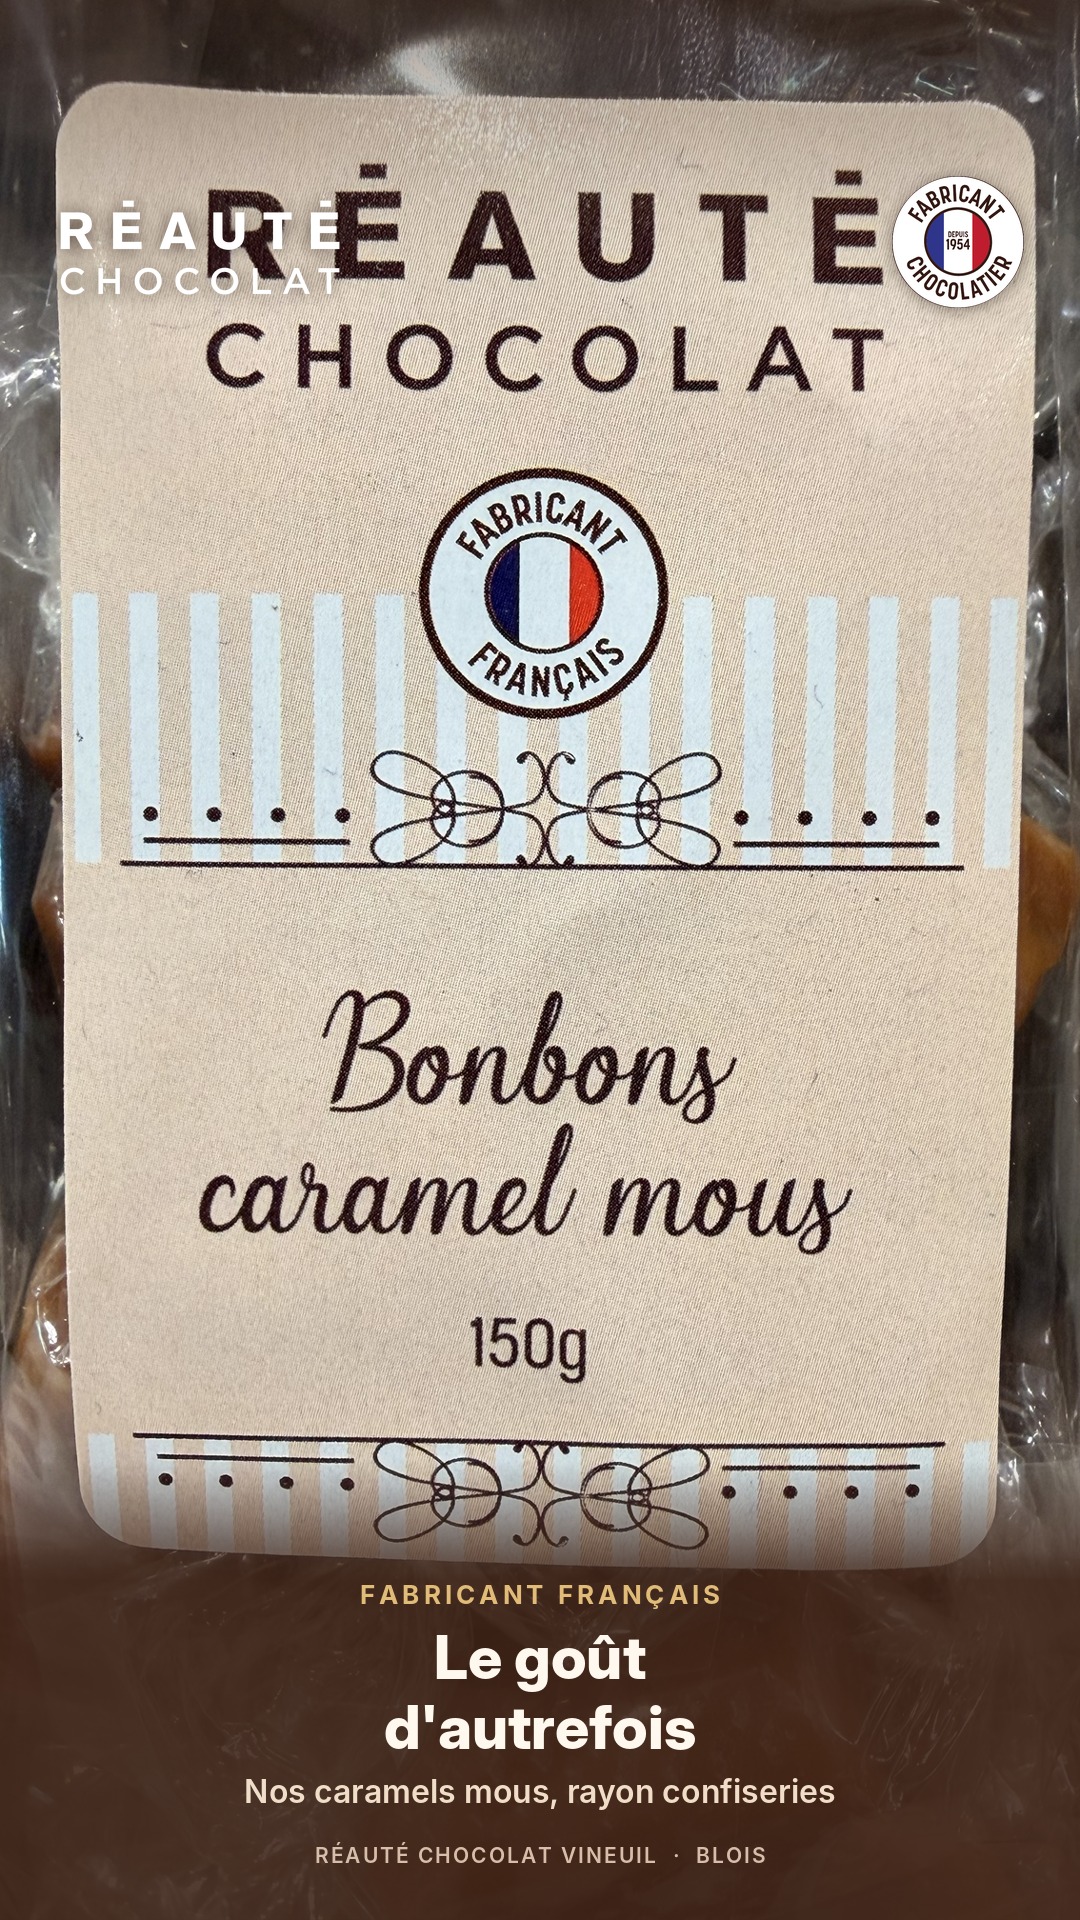 RÉAUTÉ
CHOCOLAT
RÉAUTÉ
CHOCOLAT
FABRICANT
DEPUIS
1954
CHOCOLATIER
FABRICANT
FRANÇAIS
Bonbons
caramel mous
150g
FABRICANT FRANÇAIS
Le goût
d'autrefois
Nos caramels mous, rayon confiseries
RÉAUTÉ CHOCOLAT VINEUIL · BLOIS